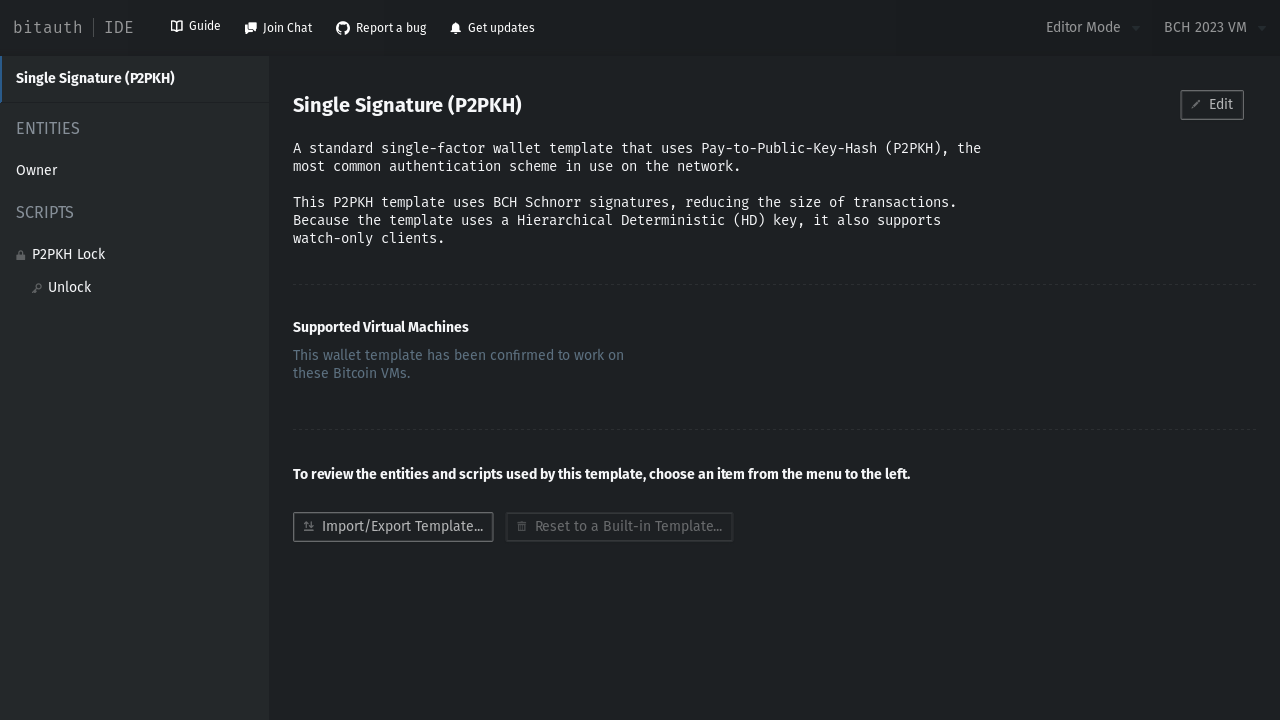 bitauth | IDE
Guide
Join Chat
Report a bug
Get updates
Editor Mode
BCH 2023 VM
Single Signature (P2PKH)
ENTITIES
Owner
SCRIPTS
P2PKH Lock
Unlock
Single Signature (P2PKH)
Edit
A standard single-factor wallet template that uses Pay-to-Public-Key-Hash (P2PKH), the
most common authentication scheme in use on the network.
This P2PKH template uses BCH Schnorr signatures, reducing the size of transactions.
Because the template uses a Hierarchical Deterministic (HD) key, it also supports
watch-only clients.
Supported Virtual Machines
This wallet template has been confirmed to work on
these Bitcoin VMs.
To review the entities and scripts used by this template, choose an item from the menu to the left.
Import/Export Template...
Reset to a Built-in Template...